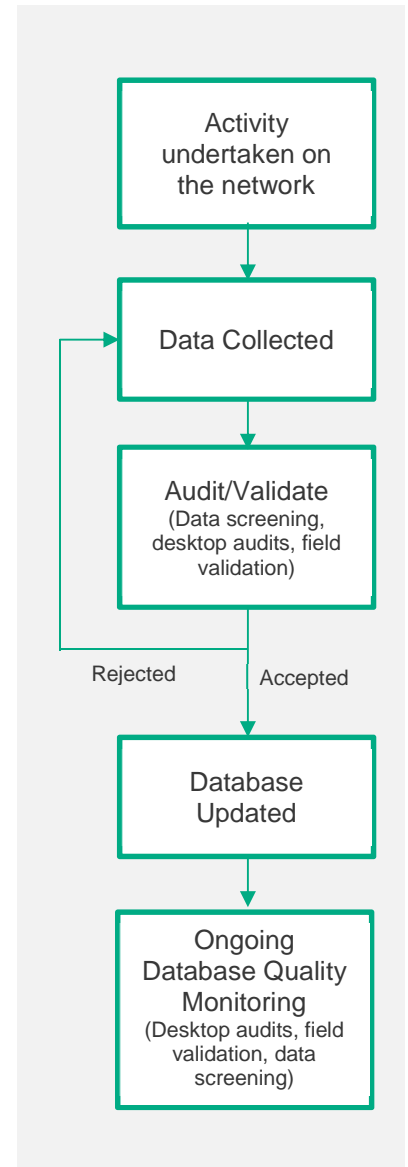 Activity
undertaken on
the network
Data Collected
Audit/Validate
(Data screening,
desktop audits, field
validation)
Rejected
Accepted
Database
Updated
Ongoing
Database Quality
Monitoring
(Desktop audits, field
validation, data
screening)